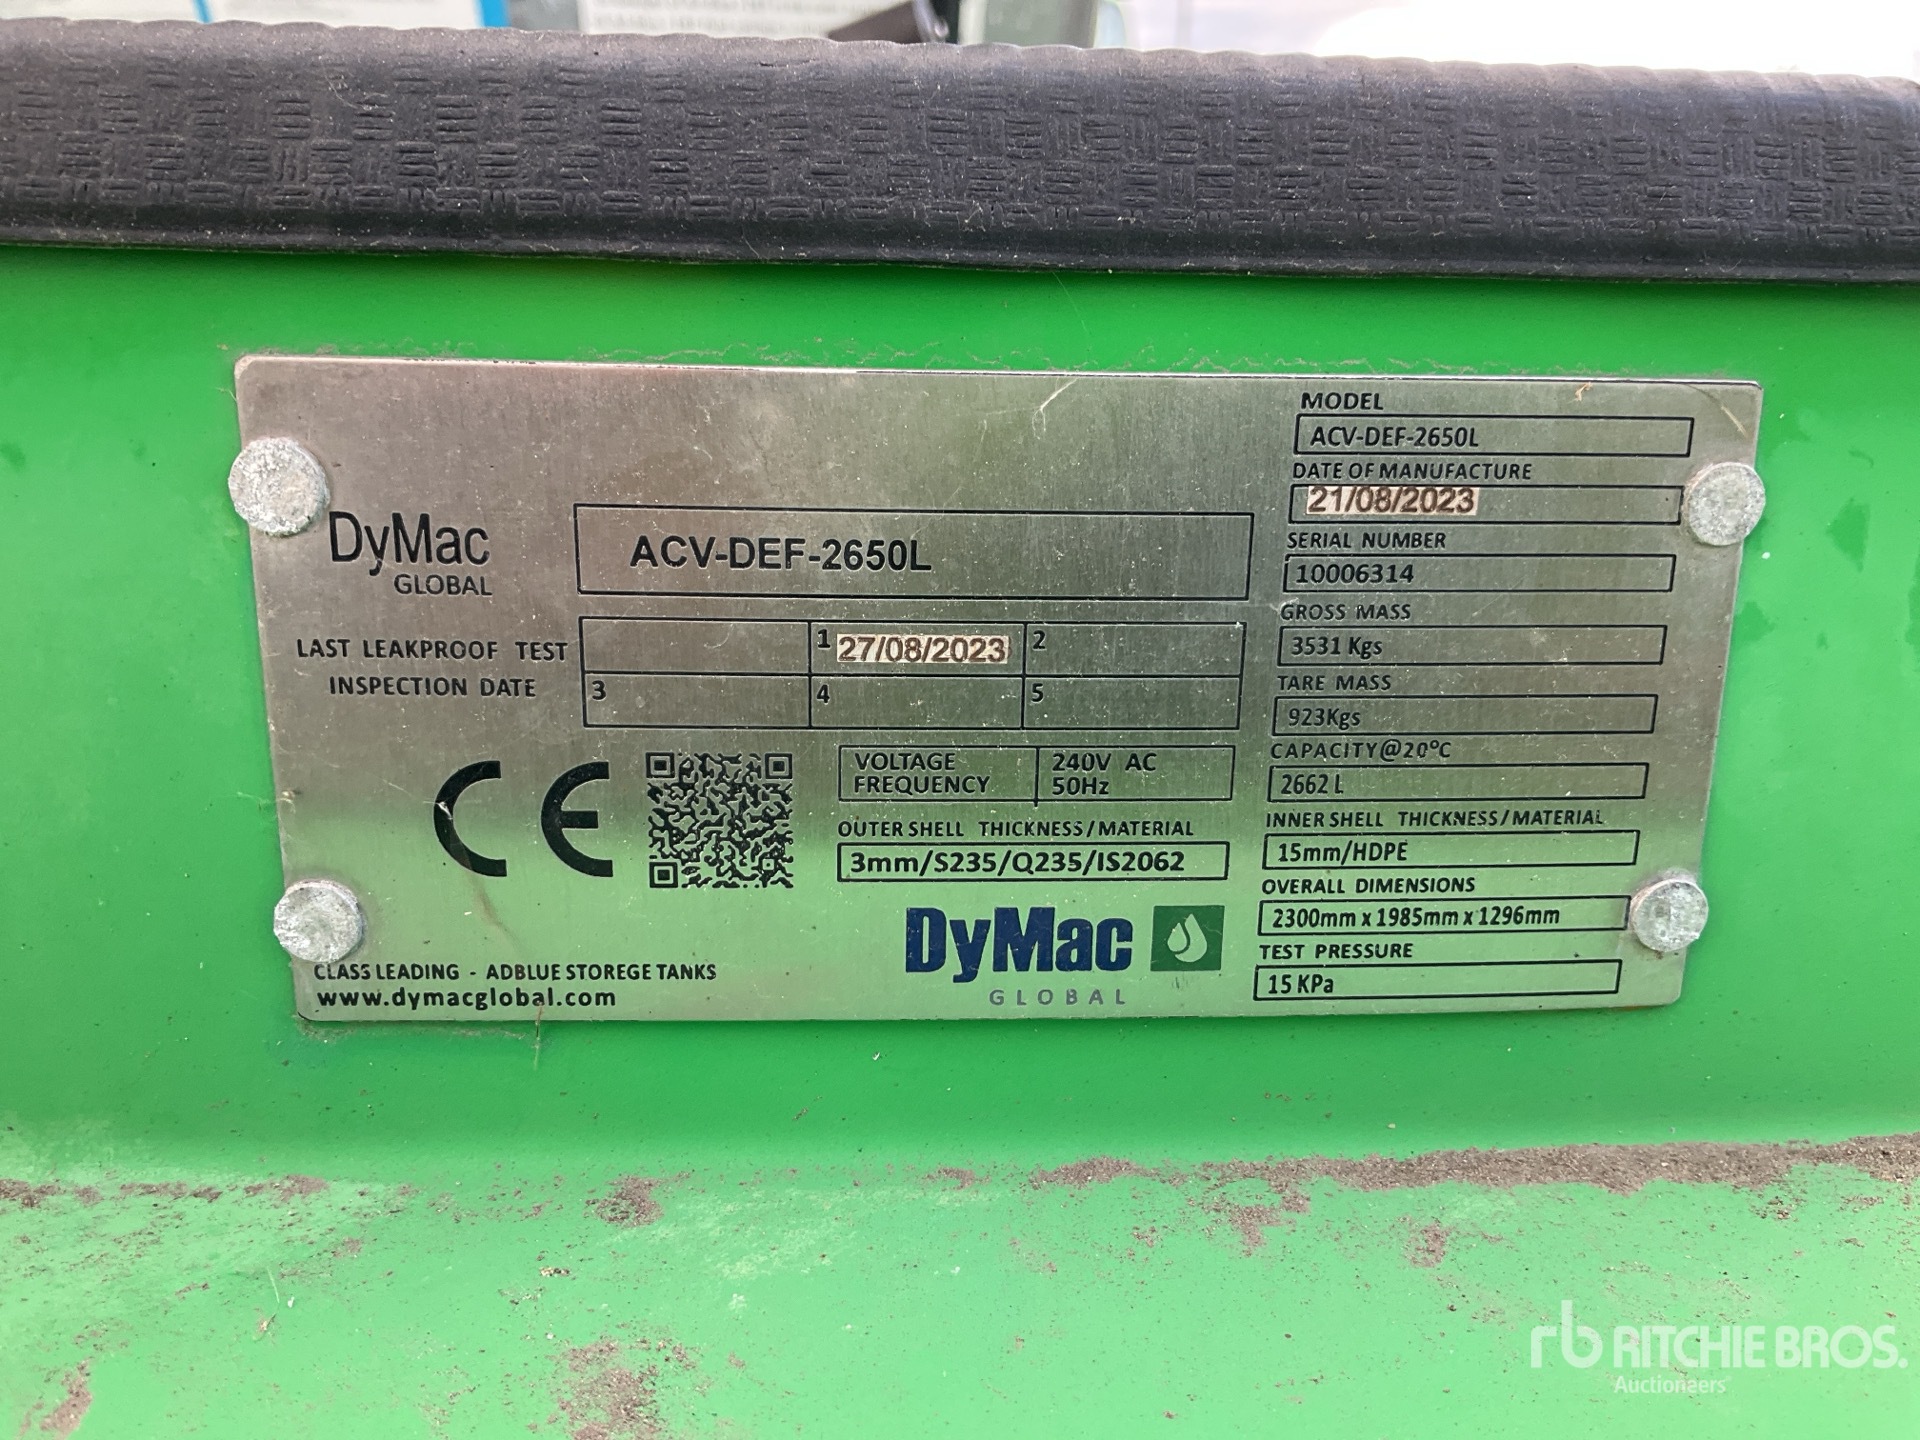 DyMac
GLOBAL
ACV-DEF-2650L
LAST LEAKPROOF TEST
INSPECTION DATE
1 27/08/2023 2
3 4 5
CE
VOLTAGE 240V AC
FREQUENCY 50Hz
OUTER SHELL THICKNESS/MATERIAL
3mm/S235/Q235/IS2062
DyMac
GLOBAL
CLASS LEADING - ADBLUE STOREGE TANKS
www.dymacglobal.com
MODEL
ACV-DEF-2650L
DATE OF MANUFACTURE
21/08/2023
SERIAL NUMBER
10006314
GROSS MASS
3531 Kgs
TARE MASS
923Kgs
CAPACITY@20°C
2662 L
INNER SHELL THICKNESS/MATERIAL
15mm/HDPE
OVERALL DIMENSIONS
2300mm x 1985mm x 1296mm
TEST PRESSURE
15 KPa
rb RITCHIE BROS.
Auctioneers